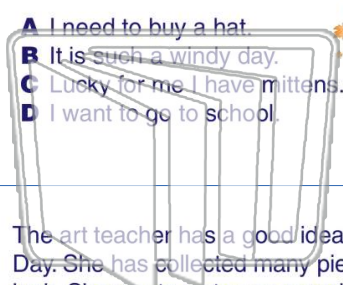 A I need to buy a hat.
B It is such a windy day.
C Lucky for me I have mittens.
D I want to go to school.
The art teacher has a good idea
Day. She has collected many pie